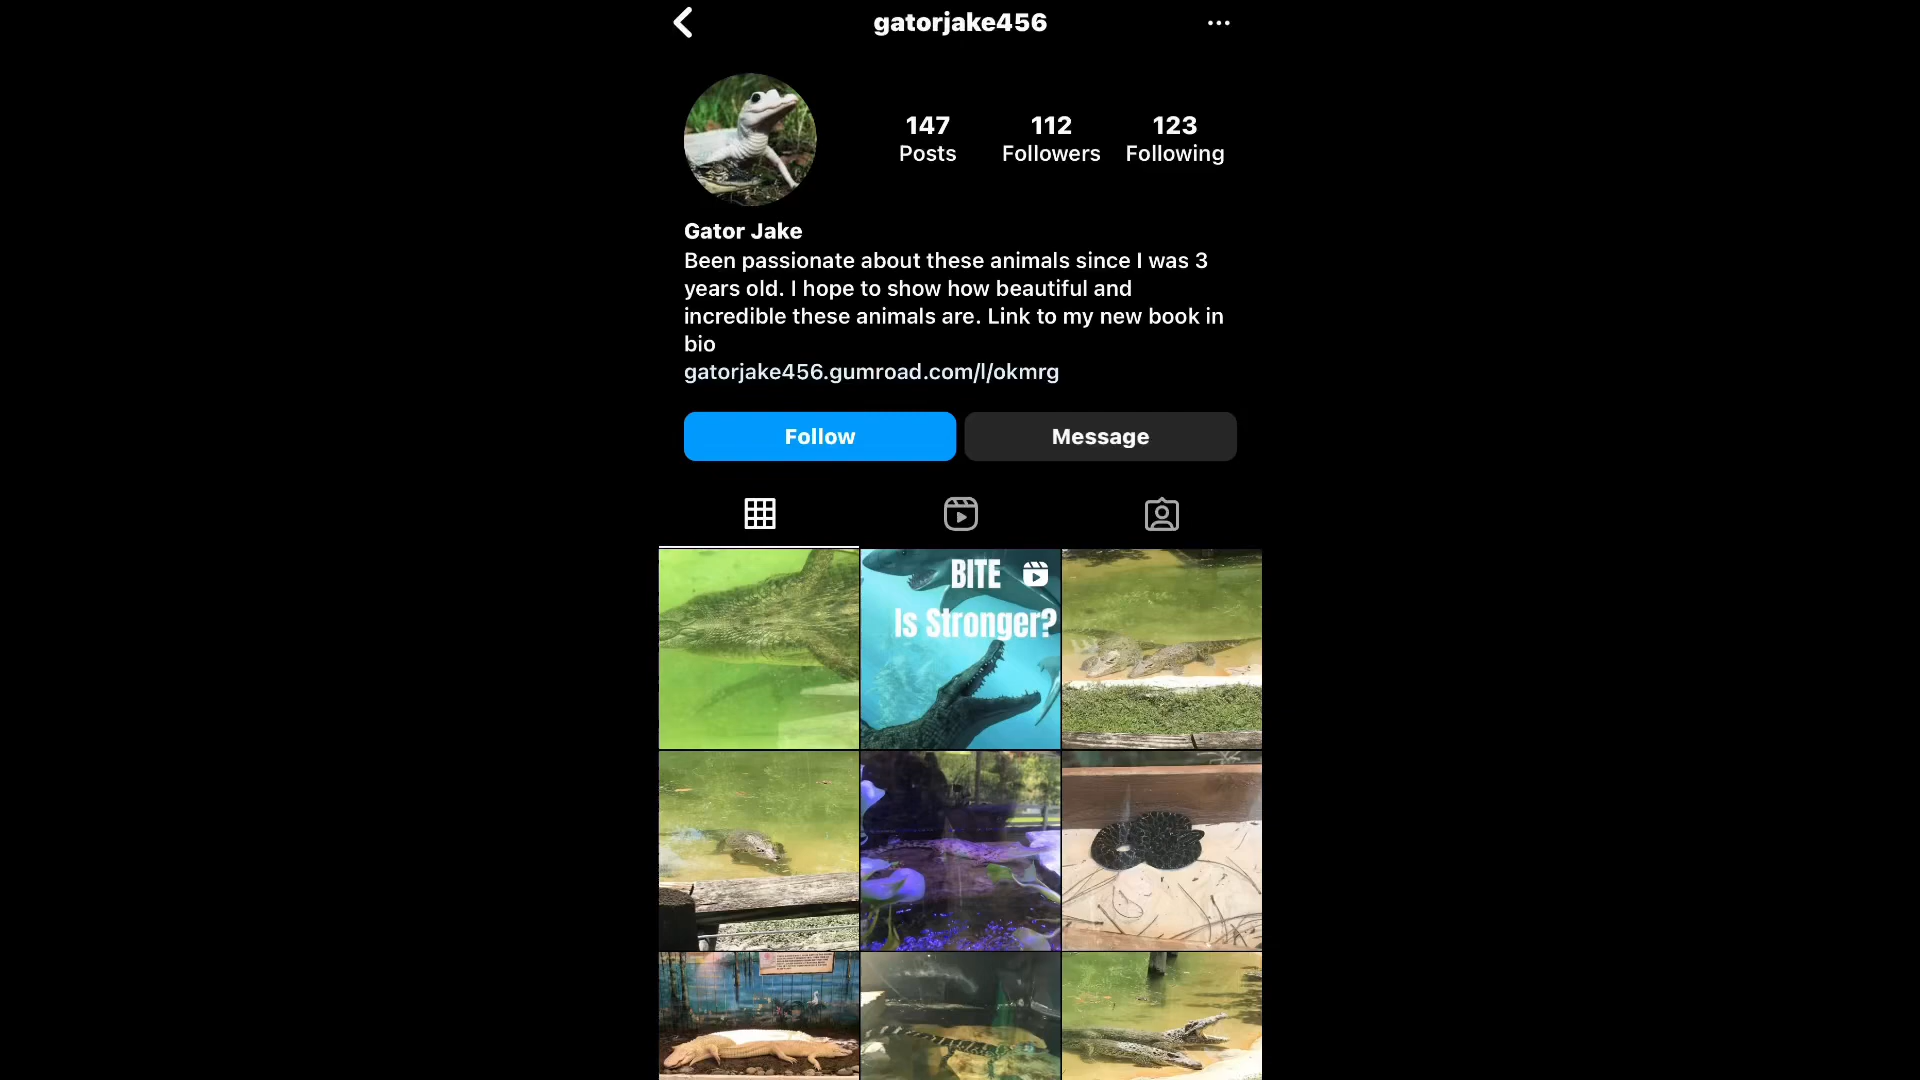 gatorjake456
147 112 123
Posts Followers Following
Gator Jake
Been passionate about these animals since I was 3
years old. I hope to show how beautiful and
incredible these animals are. Link to my new book in
bio
gatorjake456.gumroad.com/l/okmrg
Follow Message
BITE
Is Stronger?